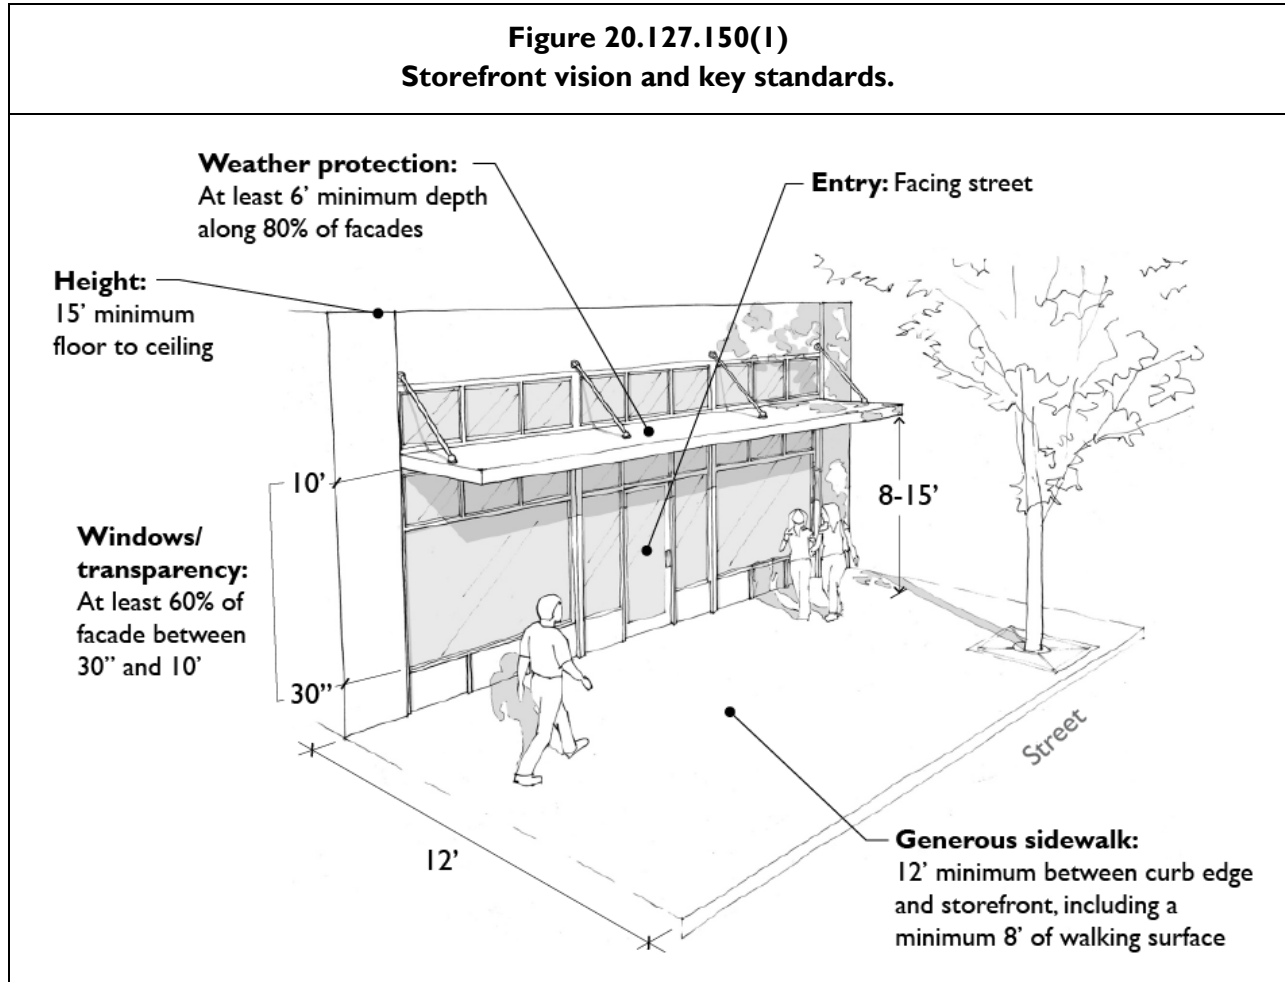 Figure 20.127.150(1)
Storefront vision and key standards.
Weather protection:
At least 6’ minimum depth
along 80% of facades
Entry: Facing street
Height:
15’ minimum
floor to ceiling
10’
8-15’
Windows/
transparency:
At least 60% of
facade between
30” and 10’
30”
Street
12’
Generous sidewalk:
12’ minimum between curb edge
and storefront, including a
minimum 8’ of walking surface